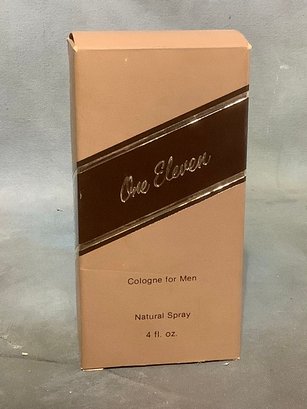 One Eleven
Cologne for Men
Natural Spray
4 fl. oz.